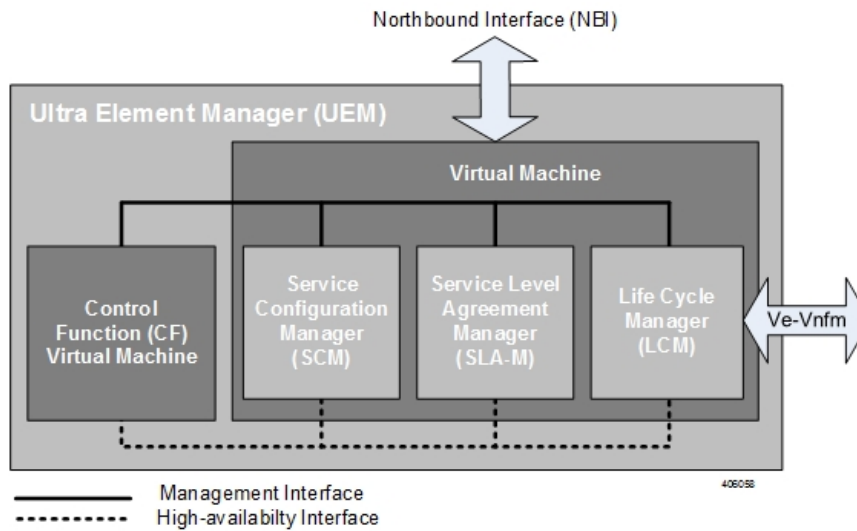 Northbound Interface (NBI)
Ultra Element Manager (UEM)
Virtual Machine
Control
Function (CF)
Virtual Machine
Service
Configuration
Manager
(SCM)
Service Level
Agreement
Manager
(SLA-M)
Life Cycle
Manager
(LCM)
Ve-Vnfm
406058
Management Interface
High-availabilty Interface